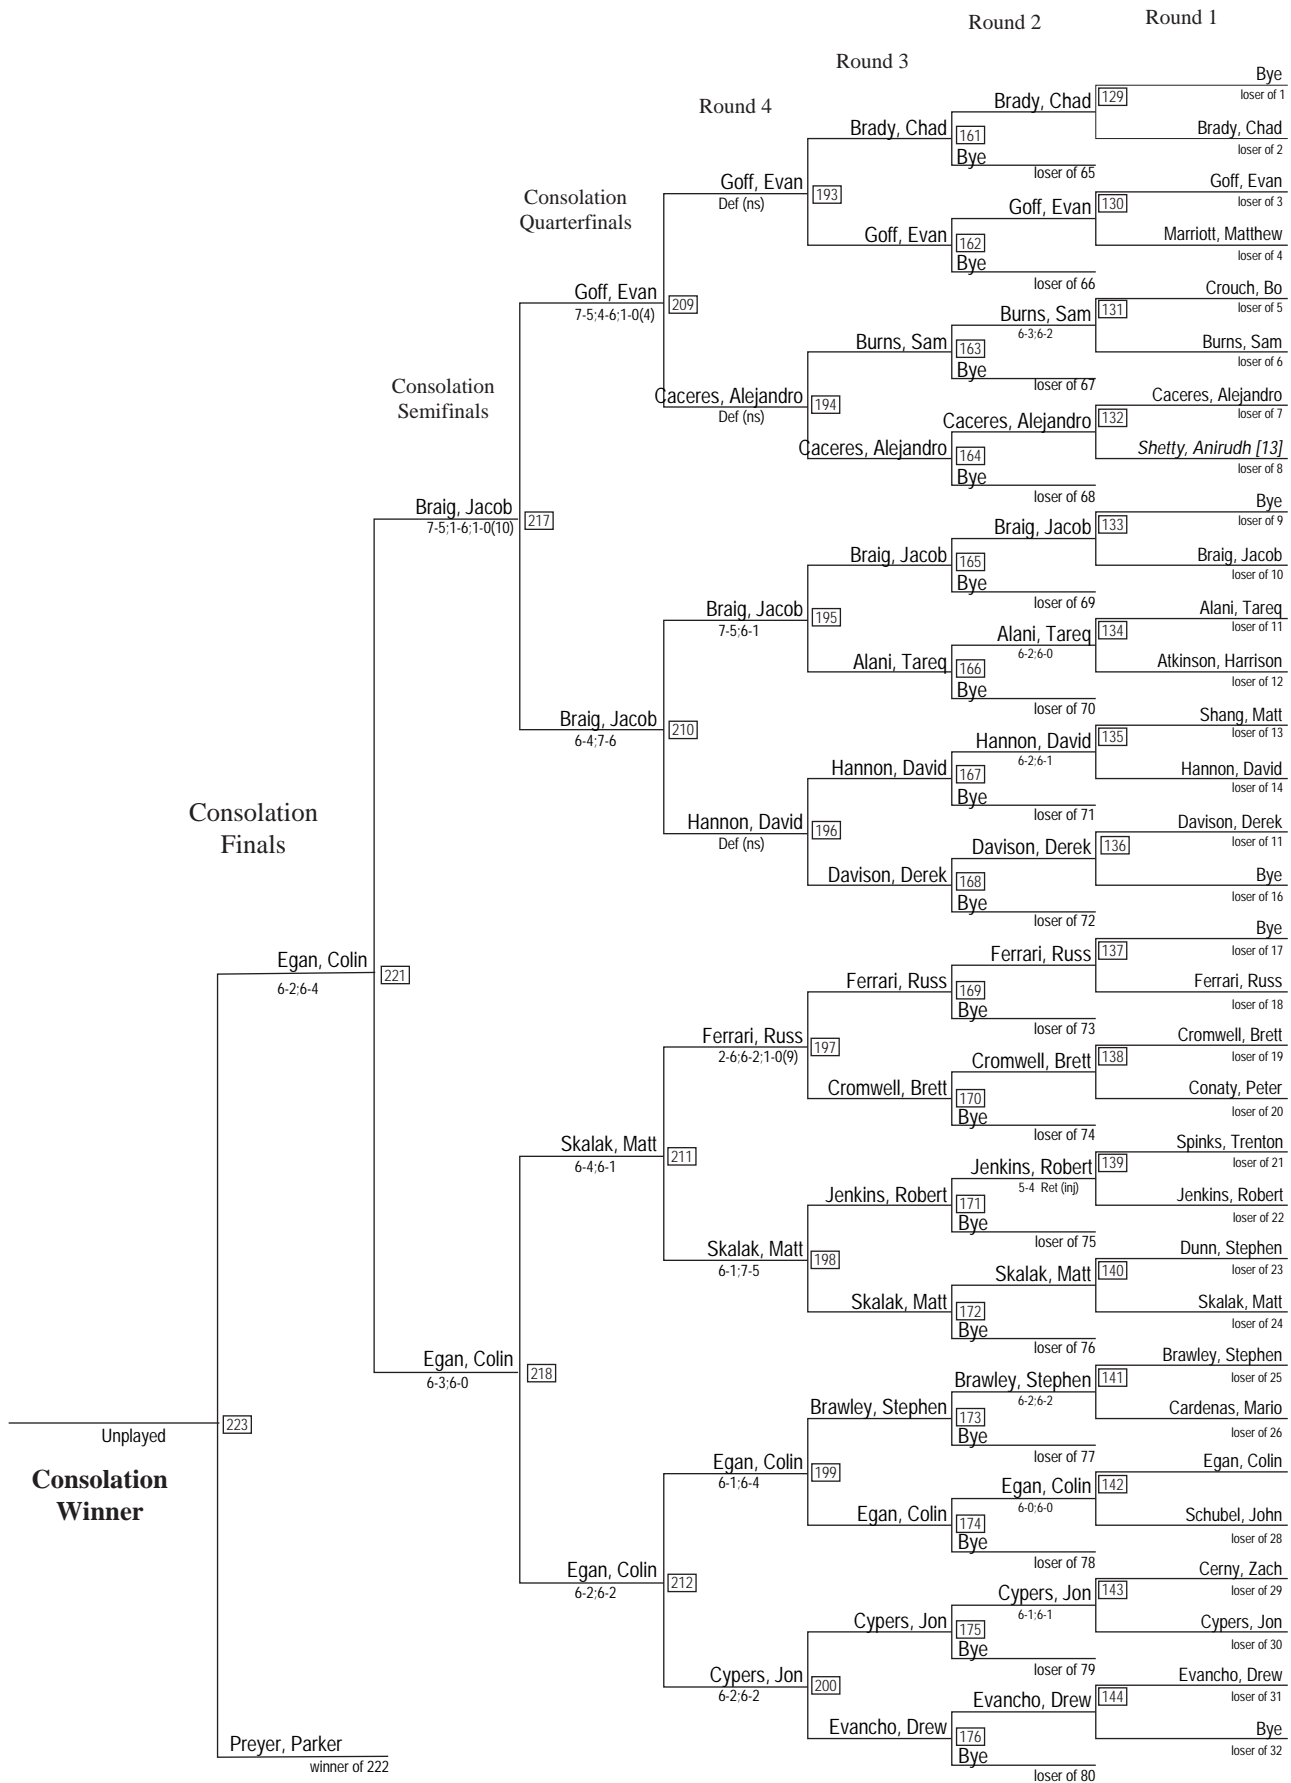 Round 1
Round 2
Round 3
Round 4
Consolation
Quarterfinals
Consolation
Semifinals
Consolation
Finals
Consolation
Winner
Bye
loser of 1
129
Brady, Chad
loser of 2
Goff, Evan
loser of 3
130
Marriott, Matthew
loser of 4
Crouch, Bo
loser of 5
131
Burns, Sam
loser of 6
Caceres, Alejandro
loser of 7
132
Shetty, Anirudh [13]
loser of 8
Bye
loser of 9
133
Braig, Jacob
loser of 10
Alani, Tareq
loser of 11
134
Atkinson, Harrison
loser of 12
Shang, Matt
loser of 13
135
Hannon, David
loser of 14
Davison, Derek
loser of 11
136
Bye
loser of 16
Bye
loser of 17
137
Ferrari, Russ
loser of 18
Cromwell, Brett
loser of 19
138
Conaty, Peter
loser of 20
Spinks, Trenton
loser of 21
139
Jenkins, Robert
loser of 22
Dunn, Stephen
loser of 23
140
Skalak, Matt
loser of 24
Brawley, Stephen
loser of 25
141
Cardenas, Mario
loser of 26
Egan, Colin
142
Schubel, John
loser of 28
Cerny, Zach
loser of 29
143
Cypers, Jon
loser of 30
Evancho, Drew
loser of 31
144
Bye
loser of 32
Brady, Chad
161
Bye
loser of 65
Goff, Evan
162
Bye
loser of 66
Burns, Sam
6-3;6-2
163
Bye
loser of 67
Caceres, Alejandro
164
Bye
loser of 68
Braig, Jacob
165
Bye
loser of 69
Alani, Tareq
6-2;6-0
166
Bye
loser of 70
Hannon, David
6-2;6-1
167
Bye
loser of 71
Davison, Derek
168
Bye
loser of 72
Ferrari, Russ
169
Bye
loser of 73
Cromwell, Brett
170
Bye
loser of 74
Jenkins, Robert
5-4 Ret (inj)
171
Bye
loser of 75
Skalak, Matt
172
Bye
loser of 76
Brawley, Stephen
6-2;6-2
173
Bye
loser of 77
Egan, Colin
6-0;6-0
174
Bye
loser of 78
Cypers, Jon
6-1;6-1
175
Bye
loser of 79
Evancho, Drew
176
Bye
loser of 80
Brady, Chad
193
Goff, Evan
Burns, Sam
194
Caceres, Alejandro
Braig, Jacob
195
Alani, Tareq
Hannon, David
196
Davison, Derek
Ferrari, Russ
197
Cromwell, Brett
Jenkins, Robert
198
Skalak, Matt
Brawley, Stephen
199
Egan, Colin
Cypers, Jon
200
Evancho, Drew
Goff, Evan
Def (ns)
209
Caceres, Alejandro
Def (ns)
Braig, Jacob
7-5;6-1
210
Hannon, David
Def (ns)
Ferrari, Russ
2-6;6-2;1-0(9)
211
Skalak, Matt
6-1;7-5
Egan, Colin
6-1;6-4
212
Cypers, Jon
6-2;6-2
Goff, Evan
7-5;4-6;1-0(4)
217
Braig, Jacob
6-4;7-6
Skalak, Matt
6-4;6-1
218
Egan, Colin
6-2;6-2
Braig, Jacob
7-5;1-6;1-0(10)
221
Egan, Colin
6-3;6-0
Egan, Colin
6-2;6-4
223
Unplayed
Preyer, Parker
winner of 222